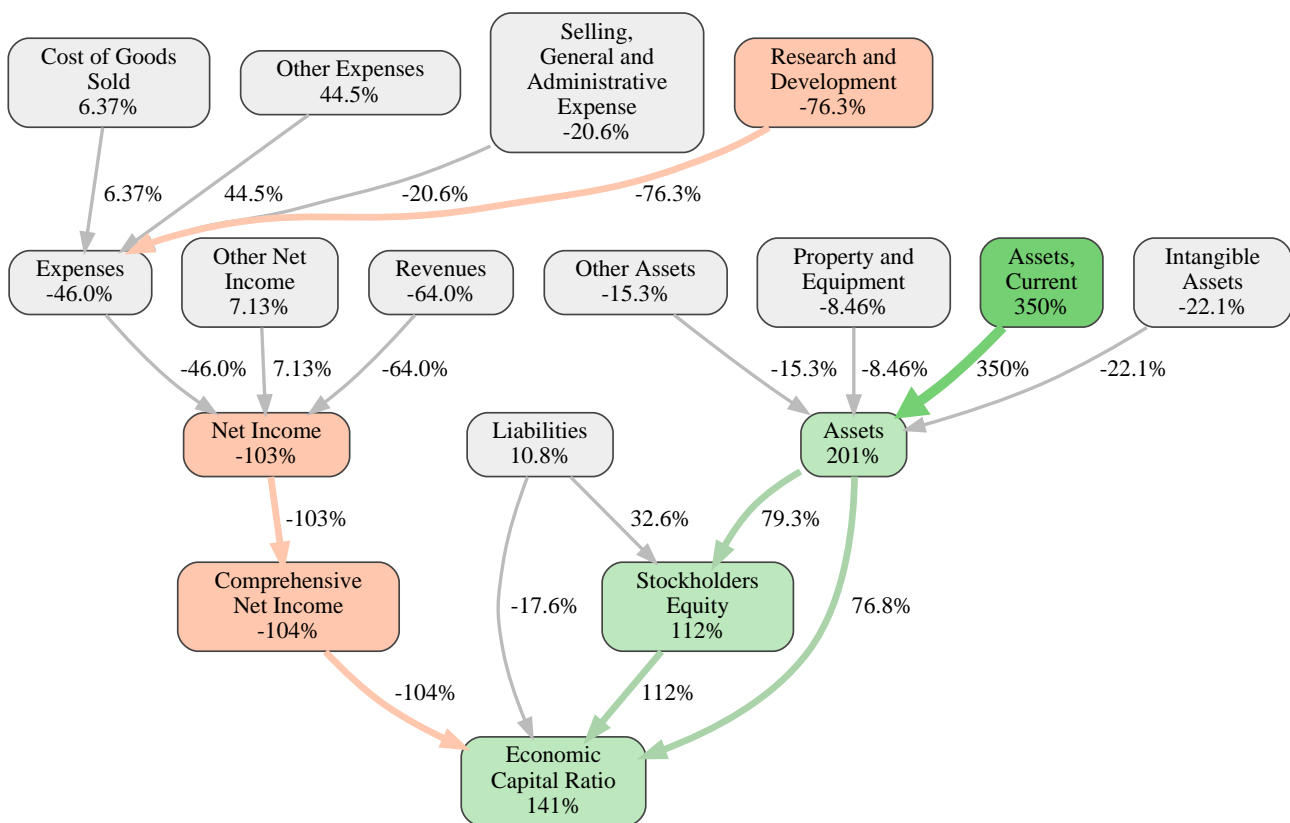 Cost of Goods
Sold
6.37%
Other Expenses
44.5%
Selling,
General and
Administrative
Expense
-20.6%
Research and
Development
-76.3%
6.37%
44.5%
-20.6%
-76.3%
Expenses
-46.0%
Other Net
Income
7.13%
Revenues
-64.0%
Other Assets
-15.3%
Property and
Equipment
-8.46%
Assets,
Current
350%
Intangible
Assets
-22.1%
-46.0%
7.13%
-64.0%
-15.3%
-8.46%
350%
-22.1%
Net Income
-103%
Liabilities
10.8%
Assets
201%
-103%
32.6%
79.3%
Comprehensive
Net Income
-104%
-17.6%
Stockholders
Equity
112%
76.8%
-104%
112%
Economic
Capital Ratio
141%